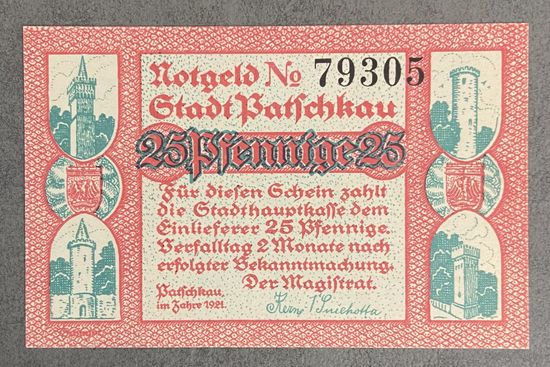 Notgeld No 79305
Stadt Patschkau
25 Pfennige 25
Für diesen Schein zahlt
die Stadthauptkasse dem
Einlieferer 25 Pfennige.
Verfalltag 2 Monate nach
erfolgter Bekanntmachung.
Der Magistrat.
Patschkau,
im Jahre 1921.